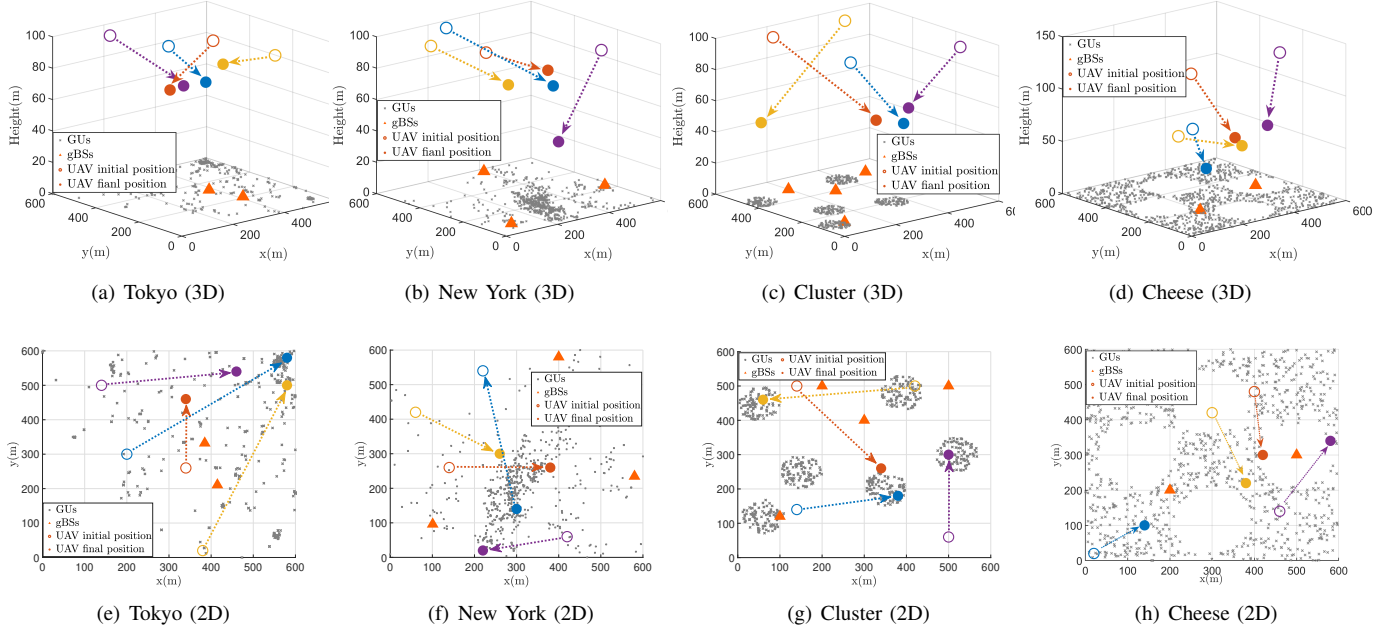 100
80
60
40
20
0
Height(m)
GUs
gBSs
UAV initial position
UAV fianl position
600
400
200
0
y(m)
0
200
400
x(m)
(a) Tokyo (3D)
100
80
60
40
20
0
Height(m)
GUs
gBSs
UAV initial position
UAV fianl position
600
400
200
0
y(m)
0
200
400
x(m)
(b) New York (3D)
100
80
60
40
20
0
Height(m)
GUs
gBSs
UAV initial position
UAV fianl position
600
400
200
0
y(m)
0
200
400
x(m)
(c) Cluster (3D)
150
100
50
0
Height(m)
GUs
gBSs
UAV initial position
UAV fianl position
600
400
200
0
y(m)
0
200
400
600
x(m)
(d) Cheese (3D)
600
500
400
300
200
100
0
y(m)
GUs
gBSs
UAV initial position
UAV final position
0 100 200 300 400 500 600
x(m)
(e) Tokyo (2D)
600
500
400
300
200
100
0
y(m)
GUs
gBSs
UAV initial position
UAV final position
0 100 200 300 400 500 600
x(m)
(f) New York (2D)
600
500
400
300
200
100
0
y(m)
GUs UAV initial position
gBSs UAV final position
0 100 200 300 400 500 600
x(m)
(g) Cluster (2D)
600
500
400
300
200
100
0
y(m)
GUs
gBSs
UAV initial position
UAV final position
0 100 200 300 400 500 600
x(m)
(h) Cheese (2D)